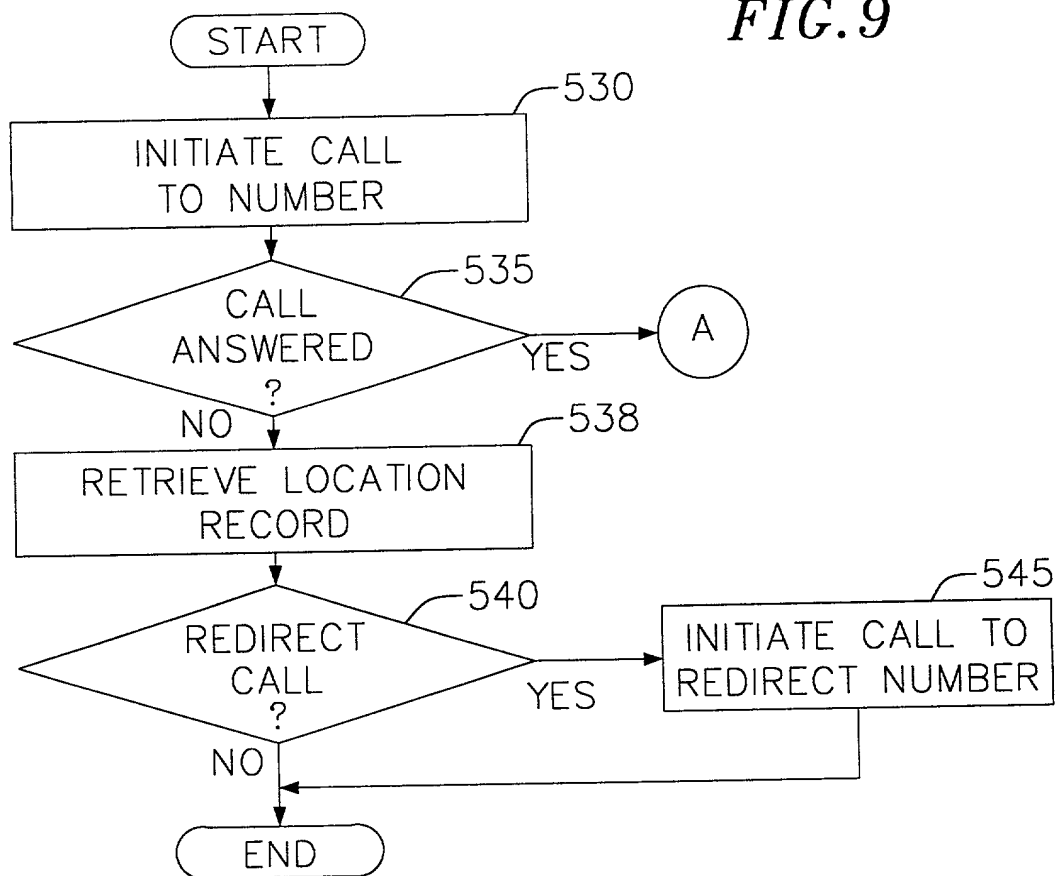 FIG. 9
START
530
INITIATE CALL
TO NUMBER
535
CALL
ANSWERED
?
YES
A
NO
538
RETRIEVE LOCATION
RECORD
540
REDIRECT
CALL
?
YES
545
INITIATE CALL TO
REDIRECT NUMBER
NO
END